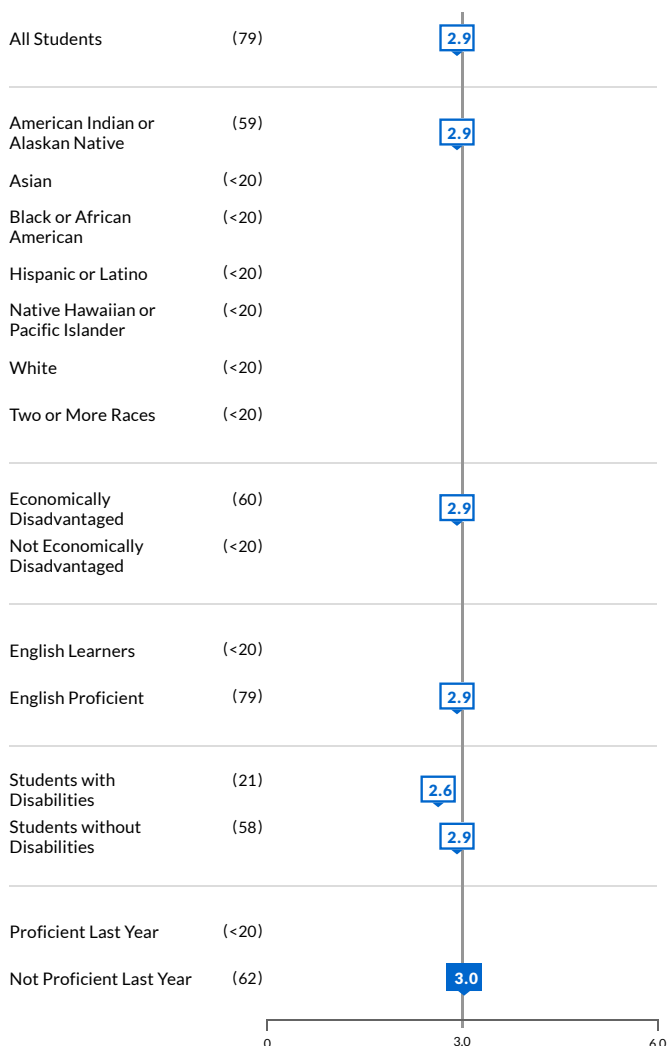 All Students (79) 2.9
American Indian or (59) 2.9
Alaskan Native
Asian (<20)
Black or African (<20)
American
Hispanic or Latino (<20)
Native Hawaiian or (<20)
Pacific Islander
White (<20)
Two or More Races (<20)
Economically (60) 2.9
Disadvantaged
Not Economically (<20)
Disadvantaged
English Learners (<20)
English Proficient (79) 2.9
Students with (21) 2.6
Disabilities
Students without (58) 2.9
Disabilities
Proficient Last Year (<20)
Not Proficient Last Year (62) 3.0
0 3.0 6.0